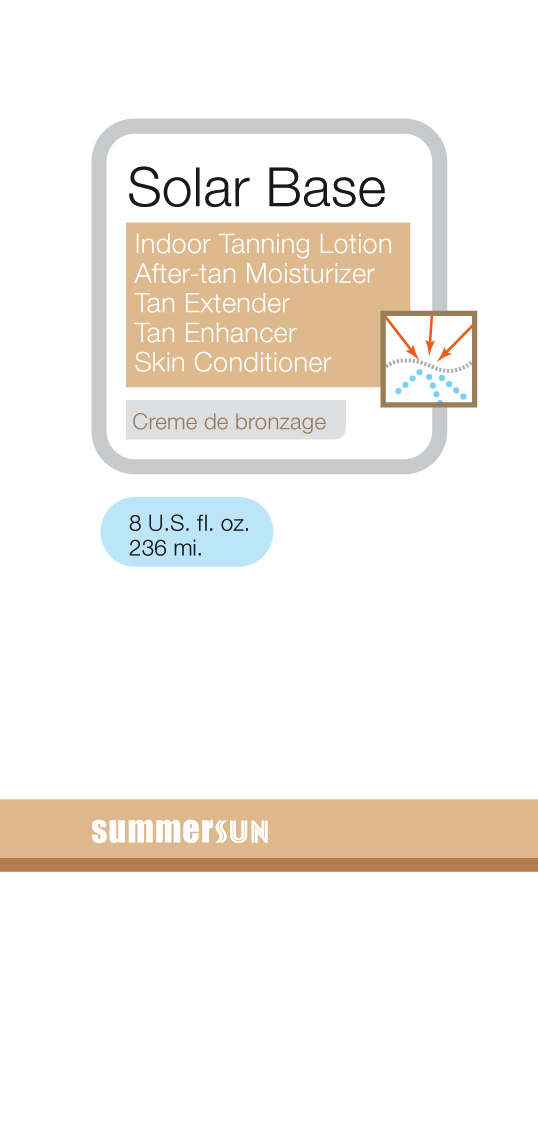 Solar Base
Indoor Tanning Lotion
After-tan Moisturizer
Tan Extender
Tan Enhancer
Skin Conditioner
Creme de bronzage
8 U.S. fl. oz.
236 mi.
summerSUN